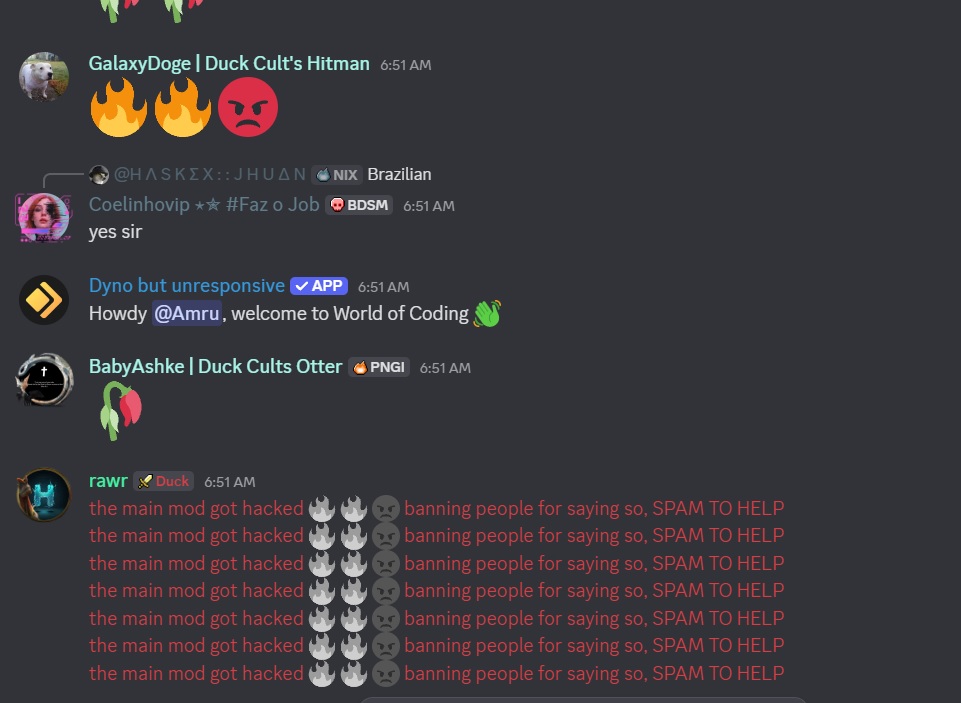 GalaxyDoge | Duck Cult's Hitman 6:51 AM
@HΛSKΣX::JHUΔN NIX Brazilian
Coelinhovip ⋆✯ #Faz o Job BDSM 6:51 AM
yes sir
Dyno but unresponsive ✓ APP 6:51 AM
Howdy @Amru, welcome to World of Coding 👋
BabyAshke | Duck Cults Otter PNGI 6:51 AM
rawr Duck 6:51 AM
the main mod got hacked 🔥🔥😡 banning people for saying so, SPAM TO HELP
the main mod got hacked 🔥🔥😡 banning people for saying so, SPAM TO HELP
the main mod got hacked 🔥🔥😡 banning people for saying so, SPAM TO HELP
the main mod got hacked 🔥🔥😡 banning people for saying so, SPAM TO HELP
the main mod got hacked 🔥🔥😡 banning people for saying so, SPAM TO HELP
the main mod got hacked 🔥🔥😡 banning people for saying so, SPAM TO HELP
the main mod got hacked 🔥🔥😡 banning people for saying so, SPAM TO HELP